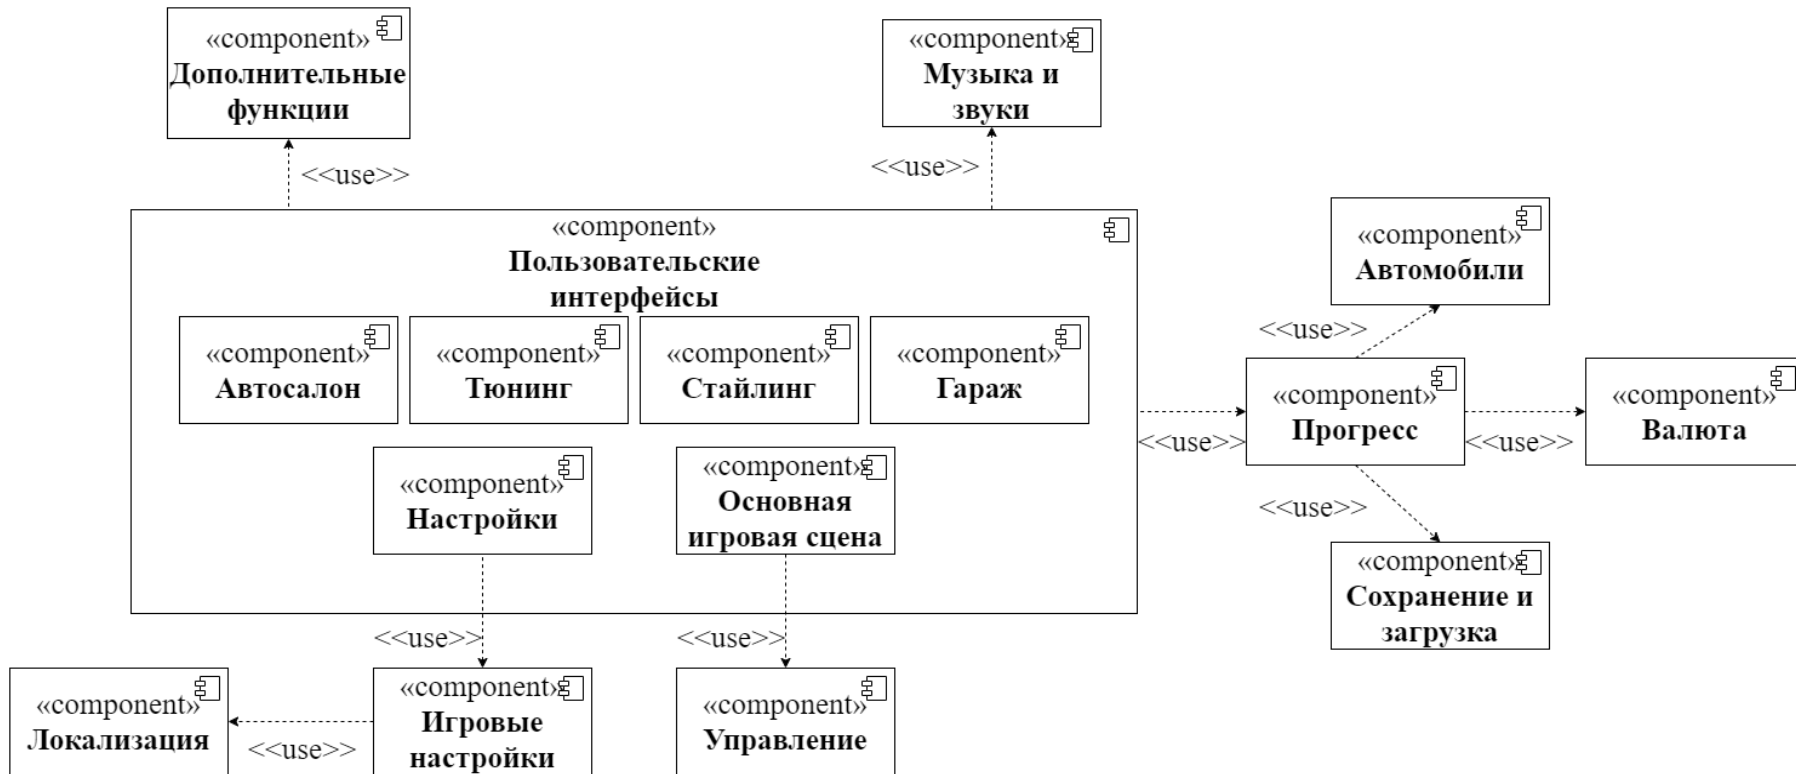 «component»
Дополнительные
функции
«component»
Музыка и
звуки
<<use>>
<<use>>
«component»
Пользовательские
интерфейсы
«component»
Автосалон
«component»
Тюнинг
«component»
Стайлинг
«component»
Гараж
«component»
Настройки
«component»
Основная
игровая сцена
«component»
Автомобили
<<use>>
<<use>>
«component»
Прогресс
<<use>>
«component»
Валюта
<<use>>
«component»
Сохранение и
загрузка
<<use>>
<<use>>
«component»
Локализация
<<use>>
«component»
Игровые
настройки
«component»
Управление